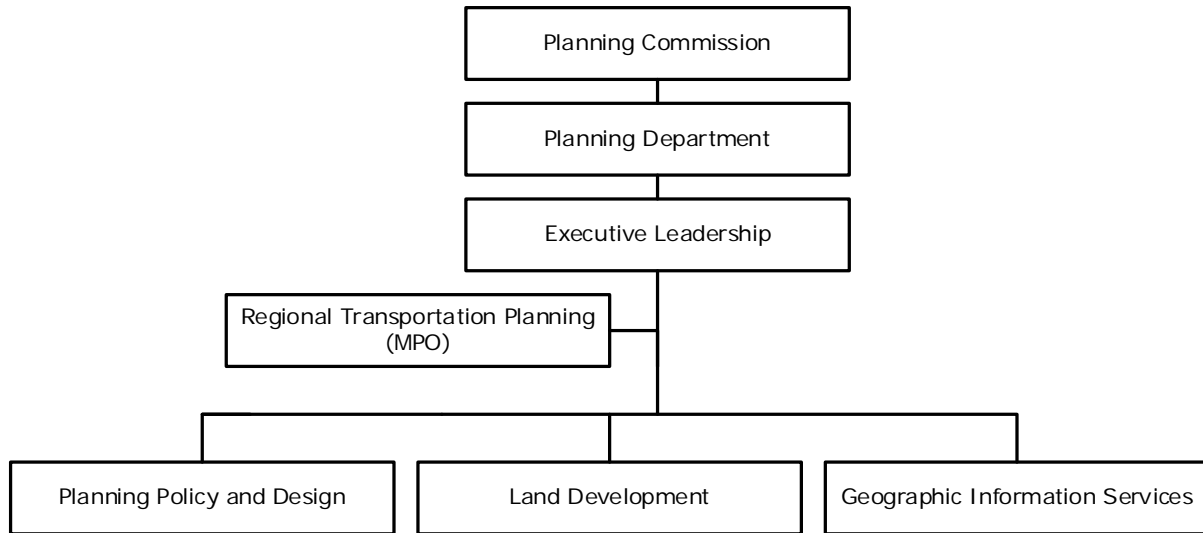 Planning Commission
Planning Department
Executive Leadership
Regional Transportation Planning
(MPO)
Planning Policy and Design
Land Development
Geographic Information Services